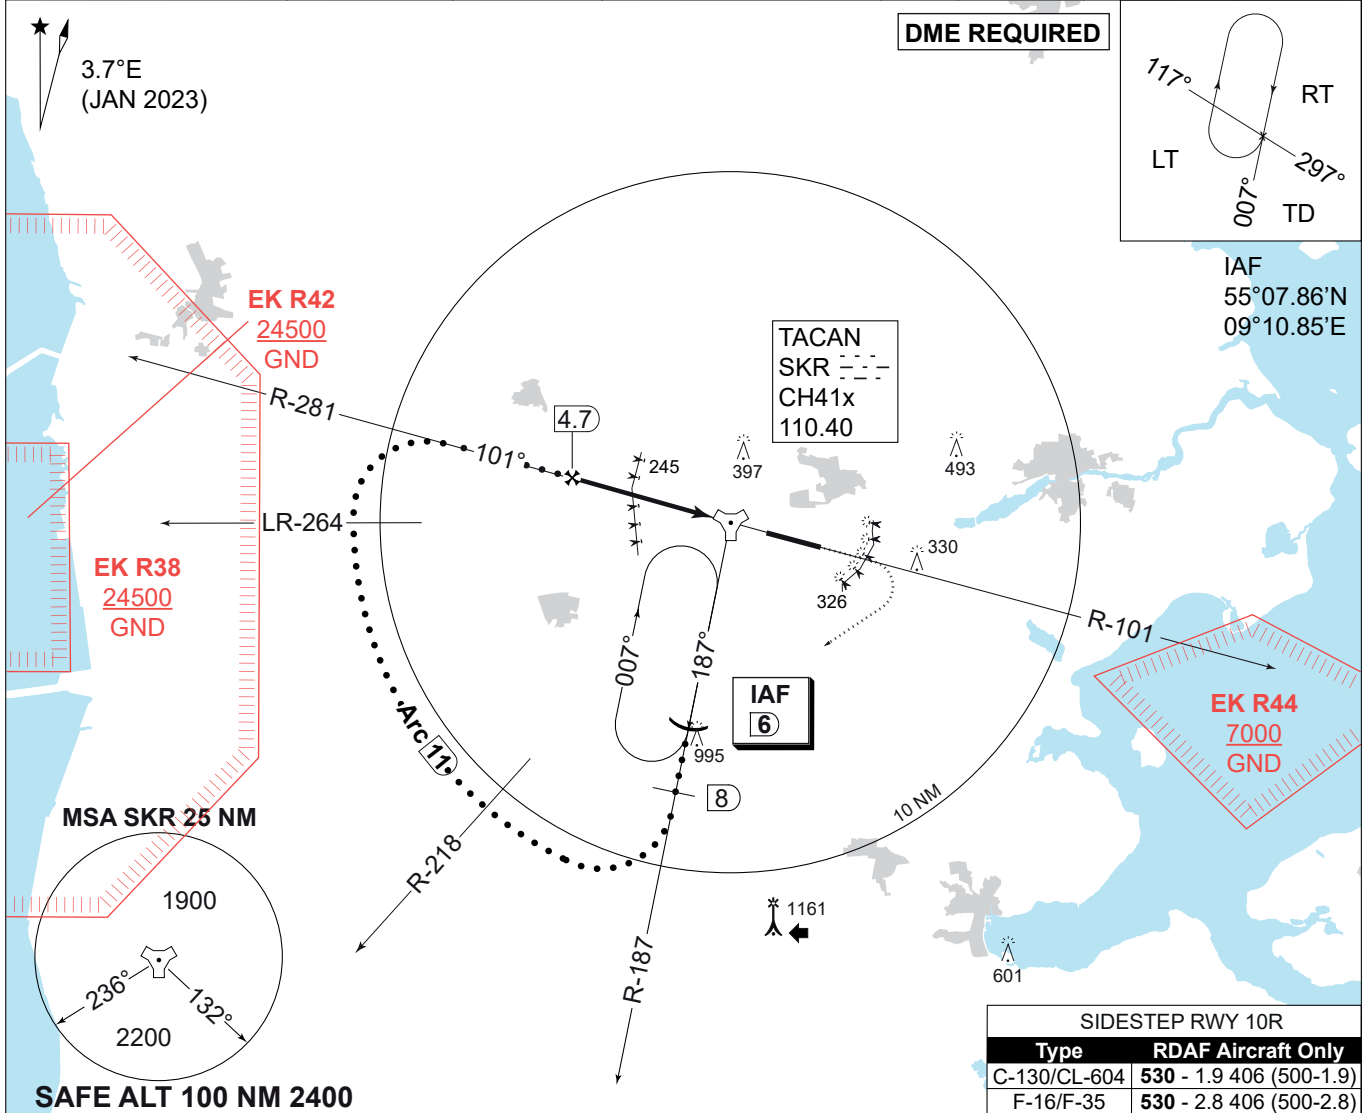 3.7°E
(JAN 2023)
DME REQUIRED
117°
RT
LT
297°
007°
TD
IAF
55°07.86'N
09°10.85'E
EK R42
24500
GND
TACAN
SKR
CH41x
110.40
R-281
4.7
101°
245
397
493
LR-264
EK R38
24500
GND
330
326
R-101
007°
187°
IAF
6
EK R44
7000
GND
Arc 11
995
8
10 NM
MSA SKR 25 NM
R-218
1900
1161
236°
132°
R-187
601
2200
SAFE ALT 100 NM 2400
SIDESTEP RWY 10R
Type RDAF Aircraft Only
C-130/CL-604 530 - 1.9 406 (500-1.9)
F-16/F-35 530 - 2.8 406 (500-2.8)